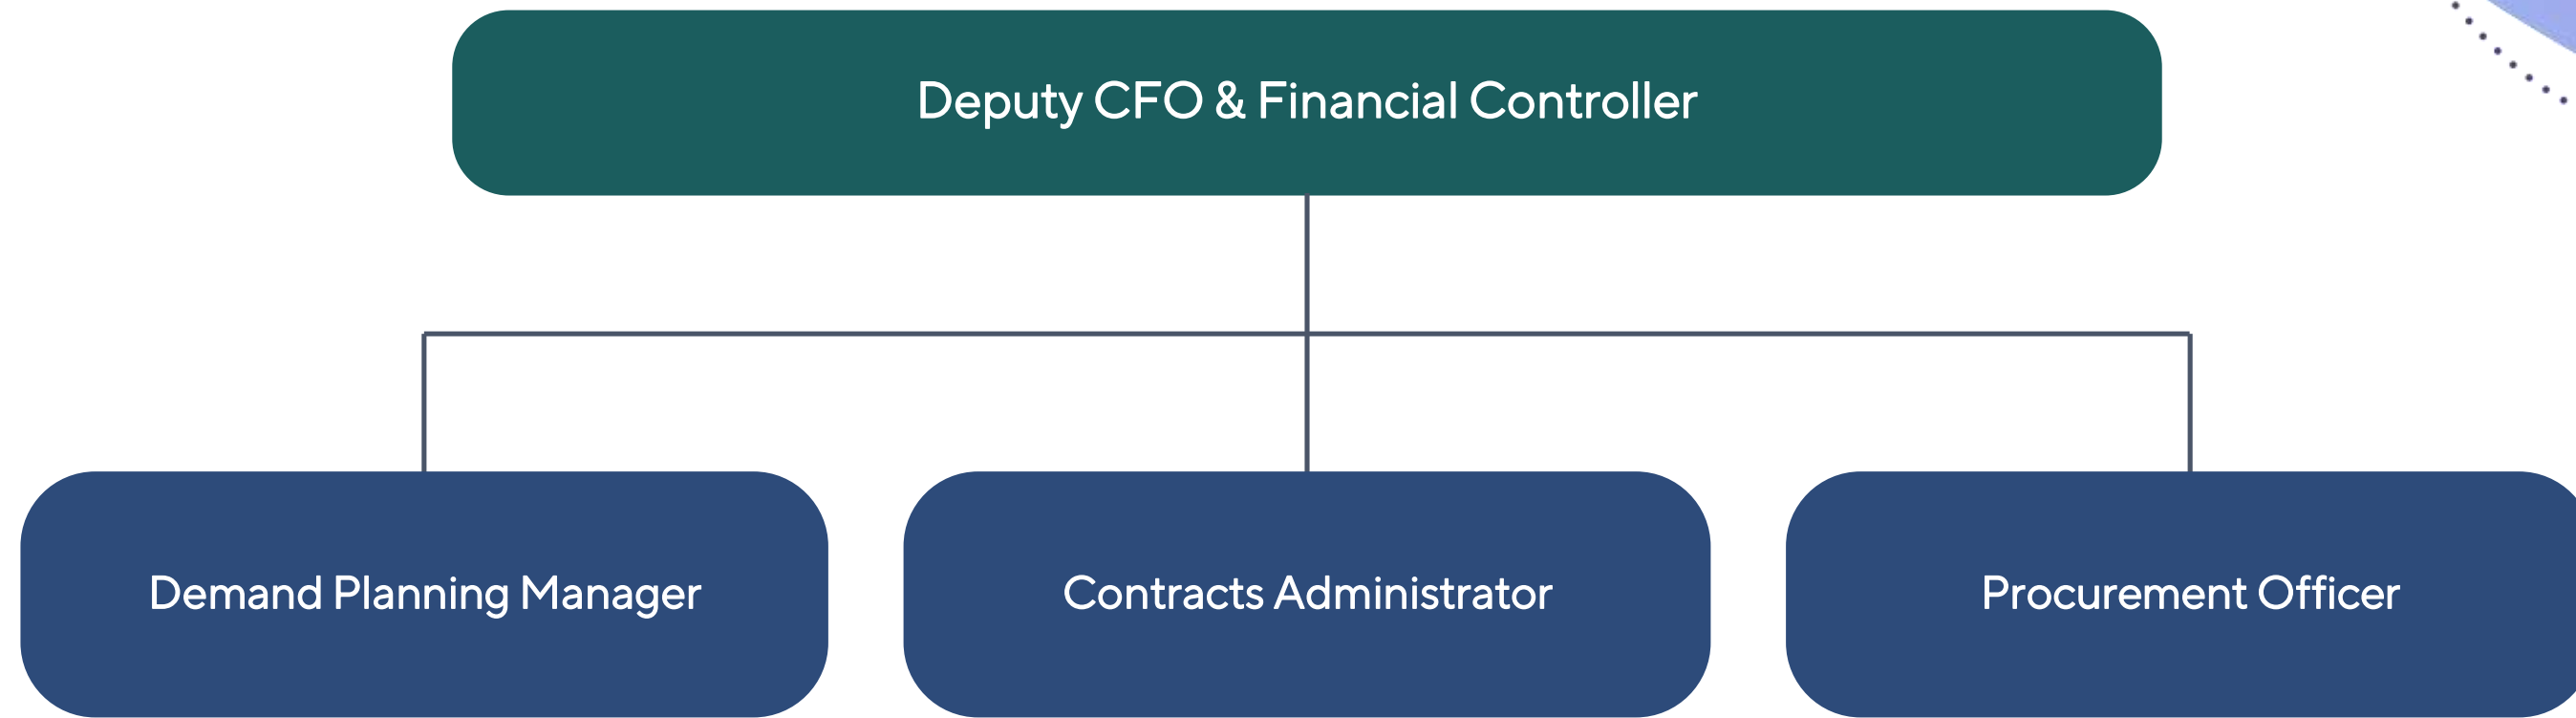 Deputy CFO & Financial Controller
Demand Planning Manager
Contracts Administrator
Procurement Officer